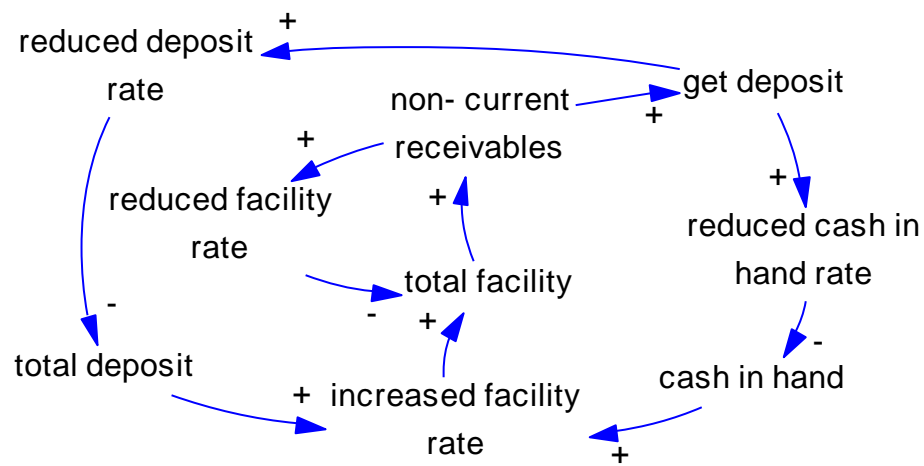 +
reduced deposit
rate
get deposit
non- current
receivables
+
+
+
+
reduced facility
rate
reduced cash in
hand rate
total facility
-
-
+
-
total deposit
cash in hand
+
increased facility
rate
+